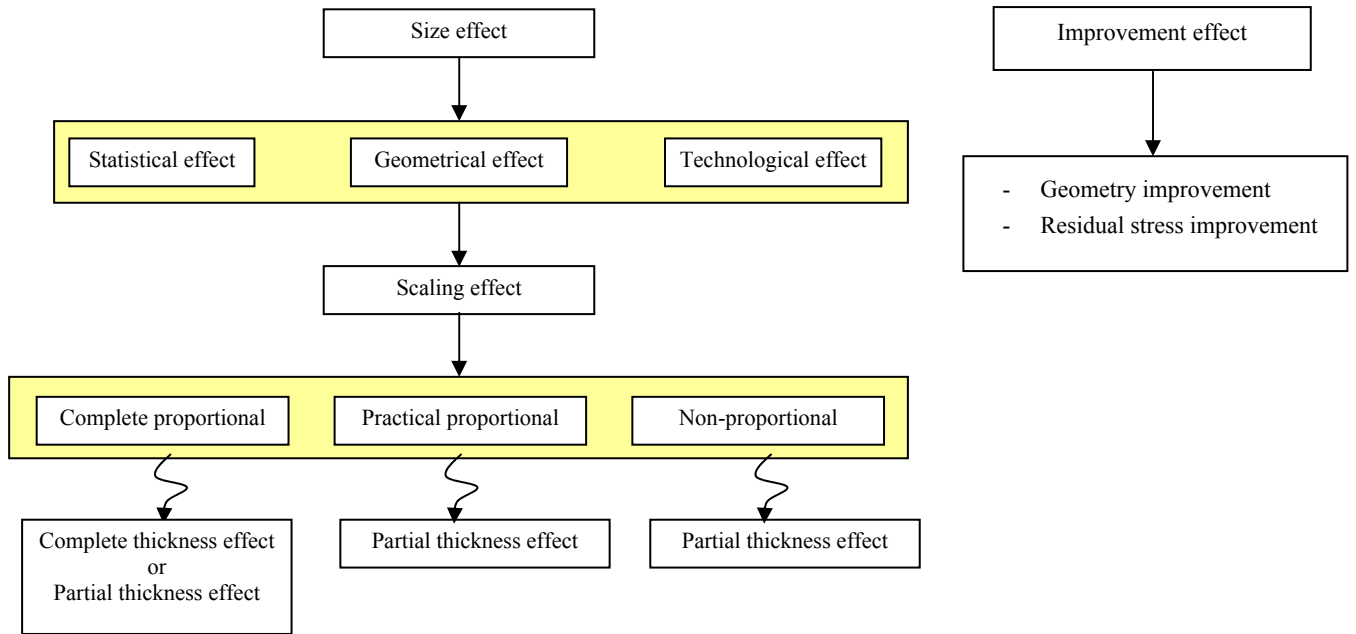 Size effect
Improvement effect
Statistical effect
Geometrical effect
Technological effect
- Geometry improvement
- Residual stress improvement
Scaling effect
Complete proportional
Practical proportional
Non-proportional
Complete thickness effect
or
Partial thickness effect
Partial thickness effect
Partial thickness effect